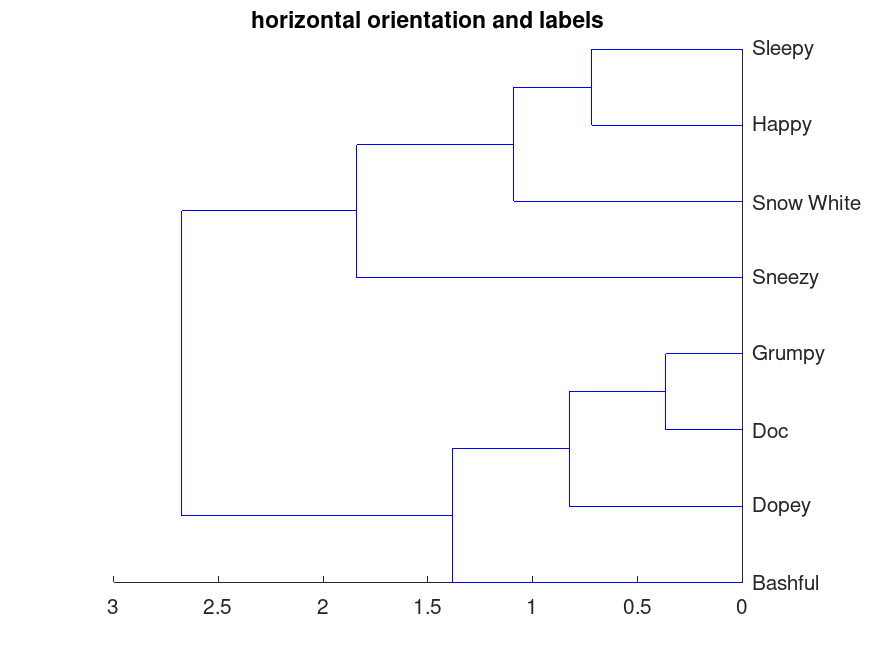 horizontal orientation and labels
Sleepy
Happy
Snow White
Sneezy
Grumpy
Doc
Dopey
Bashful
3 2.5 2 1.5 1 0.5 0